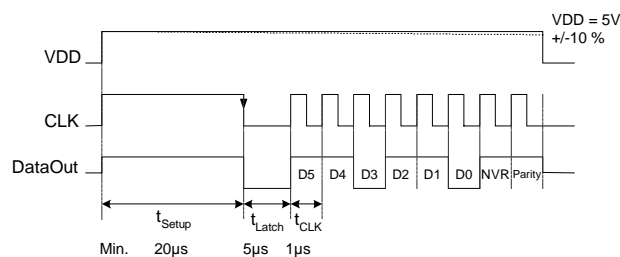 VDD = 5V
+/-10 %
VDD
CLK
DataOut
D5 D4 D3 D2 D1 D0 NVR Parity
tSetup tLatch tCLK
Min. 20µs 5µs 1µs